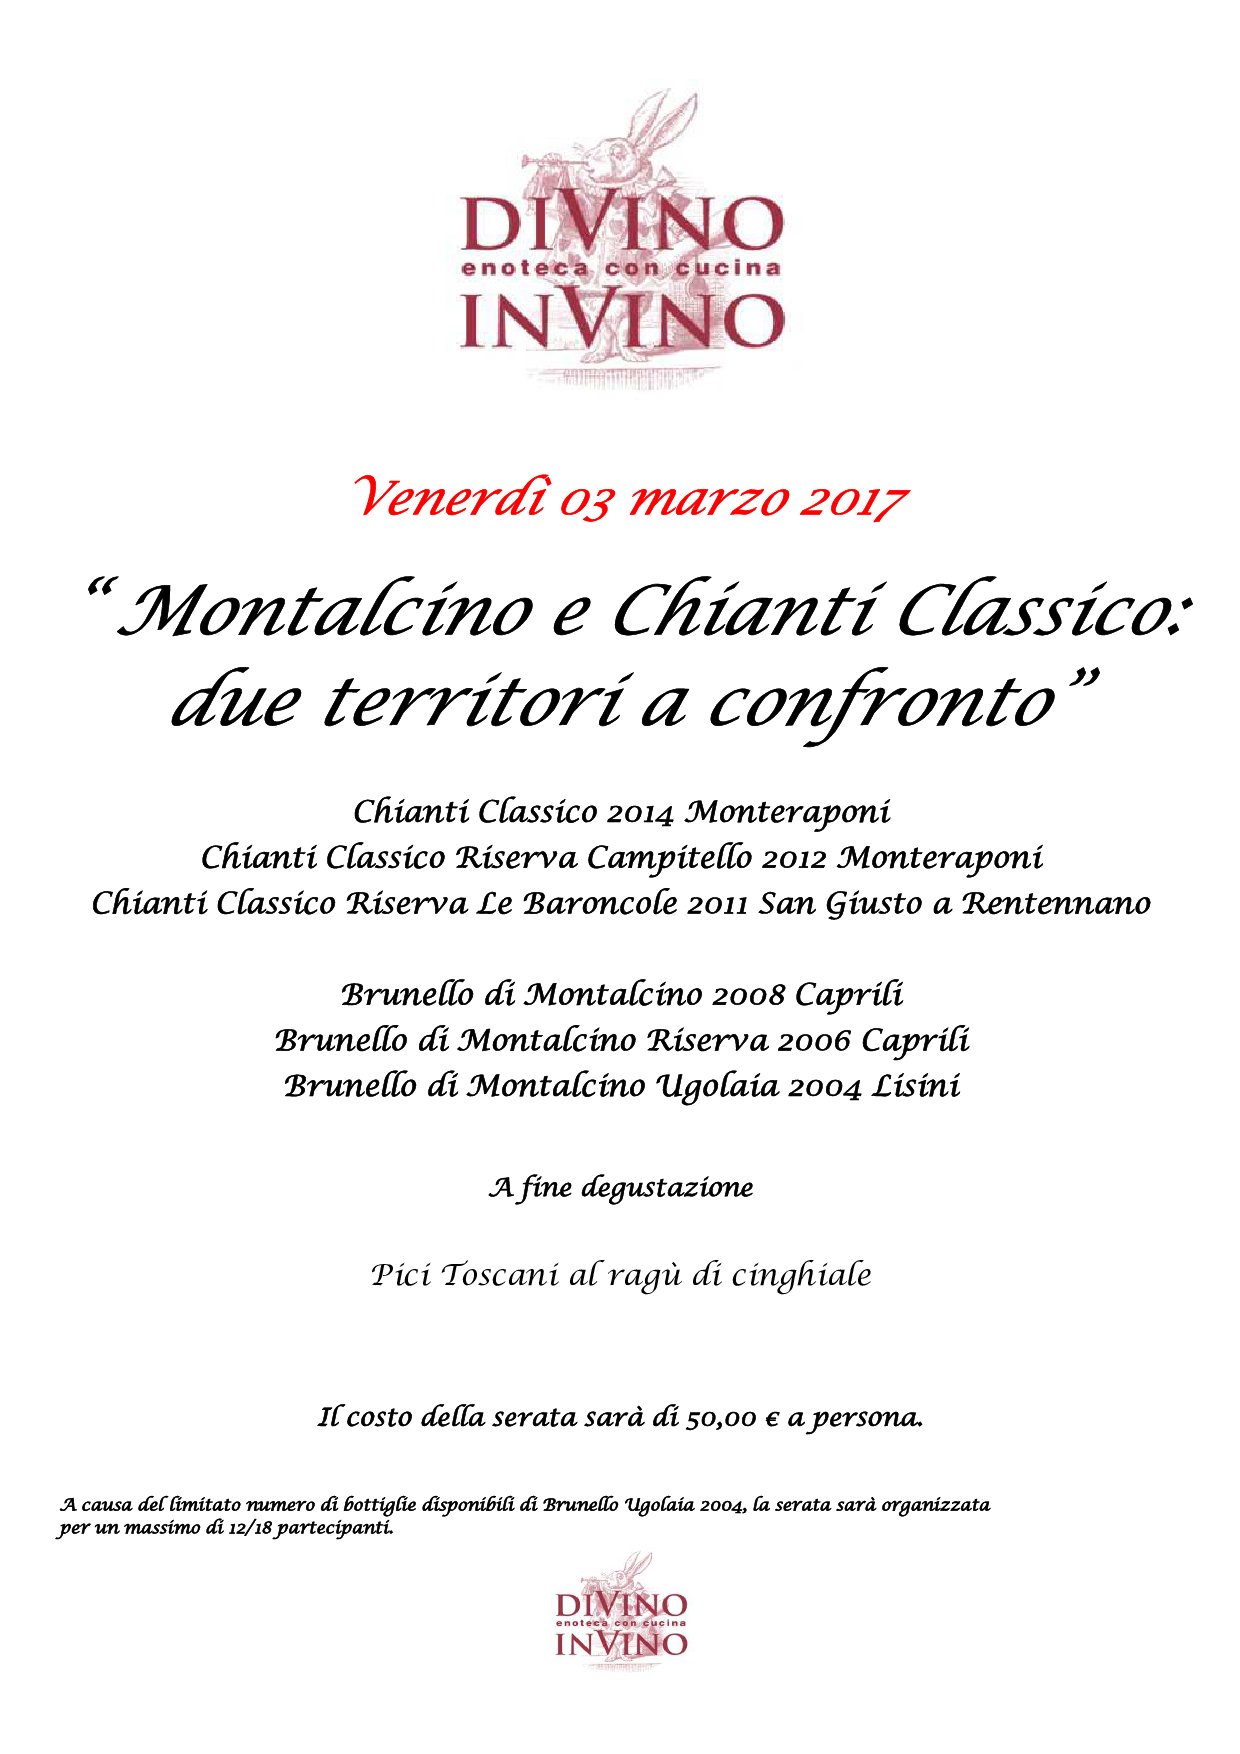 DIVINO
enoteca con cucina
INVINO
Venerdì 03 marzo 2017
“ Montalcino e Chianti Classico:
due territori a confronto”
Chianti Classico 2014 Monteraponi
Chianti Classico Riserva Campitello 2012 Monteraponi
Chianti Classico Riserva Le Baroncole 2011 San Giusto a Rentennano
Brunello di Montalcino 2008 Caprili
Brunello di Montalcino Riserva 2006 Caprili
Brunello di Montalcino Ugolaia 2004 Lisini
A fine degustazione
Pici Toscani al ragù di cinghiale
Il costo della serata sarà di 50,00 € a persona.
A causa del limitato numero di bottiglie disponibili di Brunello Ugolaia 2004, la serata sarà organizzata
per un massimo di 12/18 partecipanti.
DIVINO
enoteca con cucina
INVINO